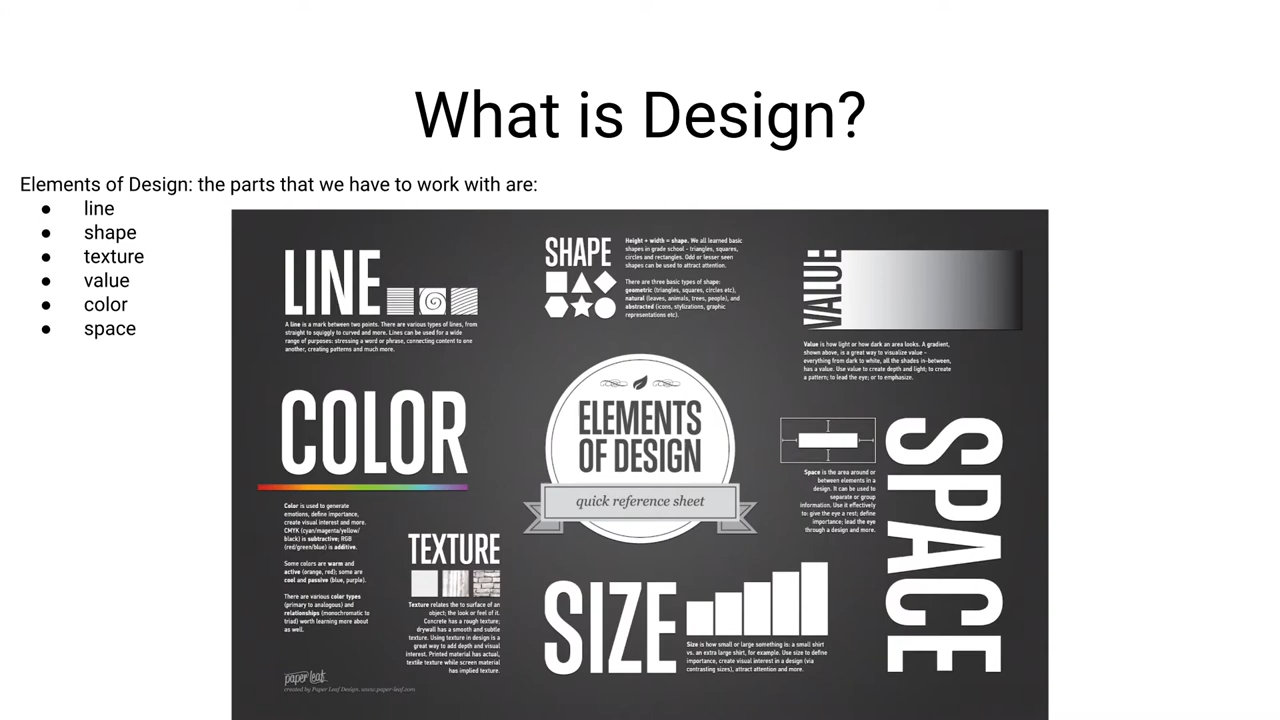 What is Design?
Elements of Design: the parts that we have to work with are:
● line
● shape
● texture
● value
● color
● space
LINE
A line is a mark between two points. There are various types of lines, from
straight to squiggly to curved and more. Lines can be used for a wide
range of purposes: stressing a word or phrase, connecting content to one
another, creating patterns and much more.
SHAPE
Height + width = shape. We all learned basic
shapes in grade school - triangles, squares,
circles and rectangles. Odd or lesser seen
shapes can be used to attract attention.
There are three basic types of shape:
geometric (triangles, squares, circles etc),
natural (leaves, animals, trees, people), and
abstracted (icons, stylizations, graphic
representations etc).
VALUE
Value is how light or how dark an area looks. A gradient,
shown above, is a great way to visualize value -
everything from dark to white, all the shades in-between,
has a value. Use value to create depth and light; to create
a pattern; to lead the eye; or to emphasize.
COLOR
Color is used to generate
emotions, define importance,
create visual interest and more.
CMYK (cyan/magenta/yellow/
black) is subtractive; RGB
(red/green/blue) is additive.
Some colors are warm and
active (orange, red); some are
cool and passive (blue, purple).
There are various color types
(primary to analogous) and
relationships (monochromatic to
triad) worth learning more about
as well.
ELEMENTS
OF DESIGN
quick reference sheet
SPACE
Space is the area around or
between elements in a
design. It can be used to
separate or group
information. Use it effectively
to: give the eye a rest; define
importance; lead the eye
through a design and more.
TEXTURE
Texture relates the to surface of an
object; the look or feel of it.
Concrete has a rough texture;
drywall has a smooth and subtle
texture. Using texture in design is a
great way to add depth and visual
interest. Printed material has actual,
textile texture while screen material
has implied texture.
SIZE
Size is how small or large something is: a small shirt
vs. an extra large shirt, for example. Use size to define
importance, create visual interest in a design (via
contrasting sizes), attract attention and more.
paper leaf
created by Paper Leaf Design, www.paper-leaf.com